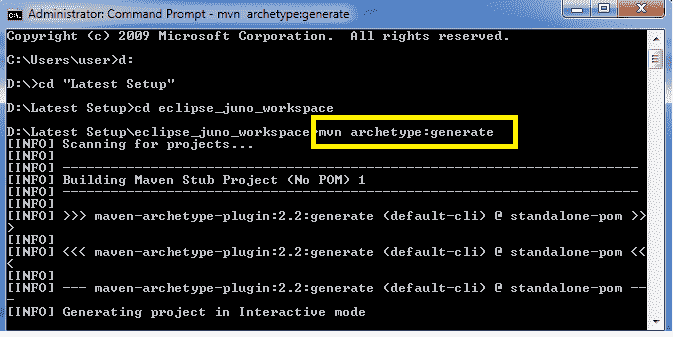 Administrator: Command Prompt - mvn archetype:generate
Copyright (c) 2009 Microsoft Corporation. All rights reserved.
C:\Users\user>d:
D:\>cd "Latest Setup"
D:\Latest Setup>cd eclipse_juno_workspace
D:\Latest Setup\eclipse_juno_workspace>mvn archetype:generate
[INFO] Scanning for projects...
[INFO]
[INFO] ------------------------------------------------------------------------
[INFO] Building Maven Stub Project (No POM) 1
[INFO] ------------------------------------------------------------------------
[INFO]
[INFO] >>> maven-archetype-plugin:2.2:generate (default-cli) @ standalone-pom >>
>
[INFO]
[INFO] <<< maven-archetype-plugin:2.2:generate (default-cli) @ standalone-pom <<
<
[INFO]
[INFO] --- maven-archetype-plugin:2.2:generate (default-cli) @ standalone-pom --
-
[INFO] Generating project in Interactive mode